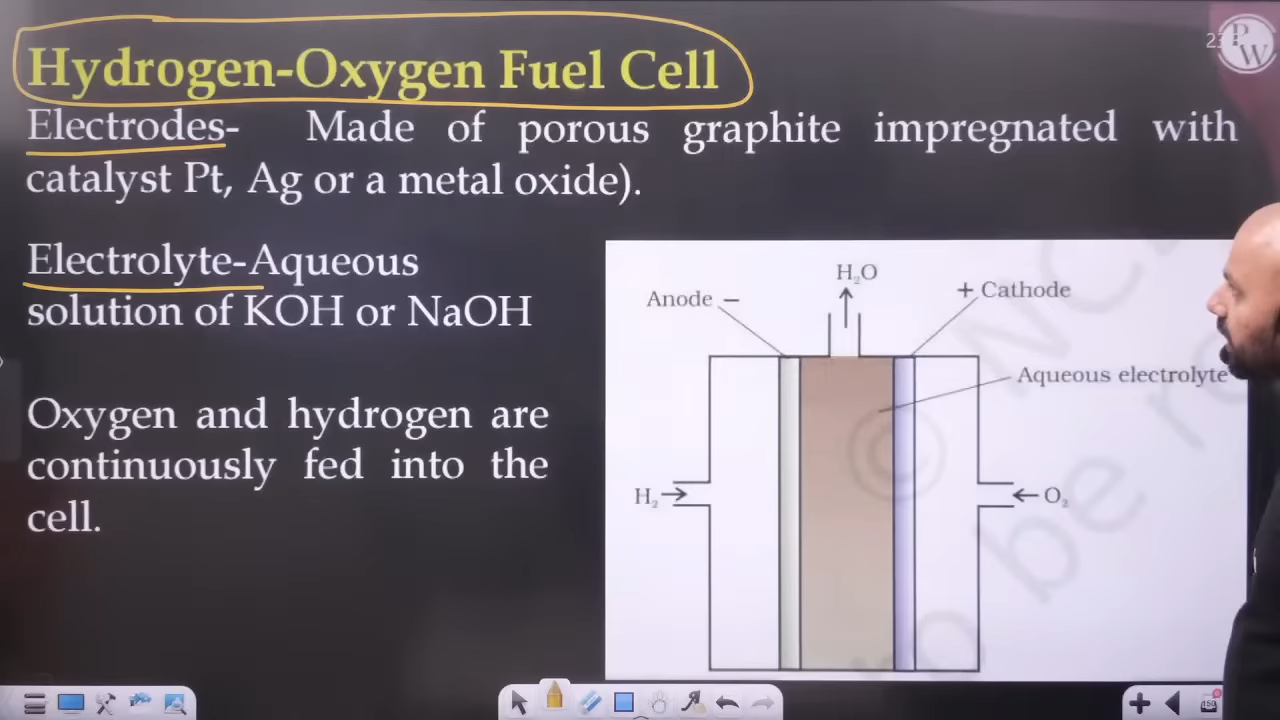 Hydrogen-Oxygen Fuel Cell
Electrodes- Made of porous graphite impregnated with
catalyst Pt, Ag or a metal oxide).
Electrolyte-Aqueous
solution of KOH or NaOH
Oxygen and hydrogen are
continuously fed into the
cell.
H₂O
Anode −
+ Cathode
Aqueous electrolyte
H₂
O₂
PW
150